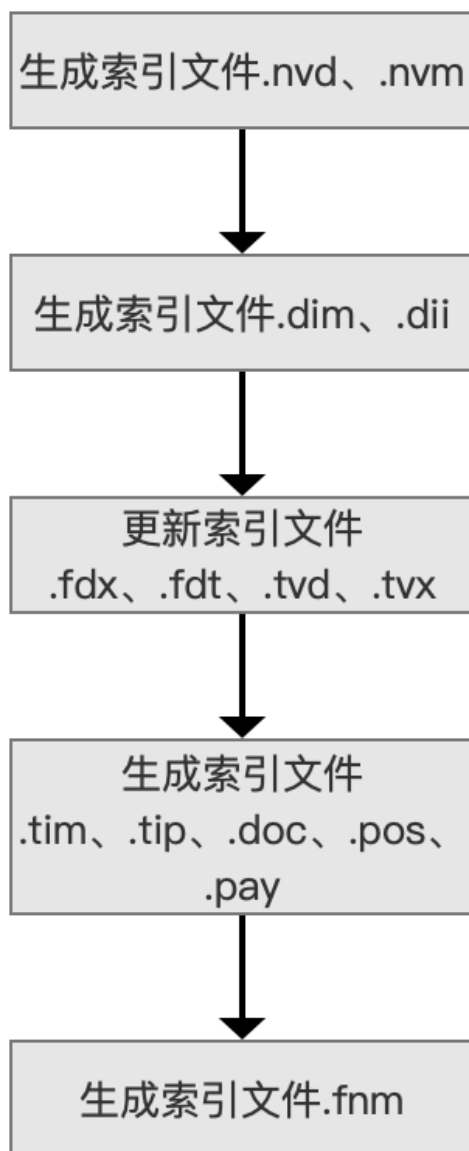 生成索引文件.nvd、.nvm
生成索引文件.dim、.dii
更新索引文件
.fdx、.fdt、.tvd、.tvx
生成索引文件
.tim、.tip、.doc、.pos、
.pay
生成索引文件.fnm